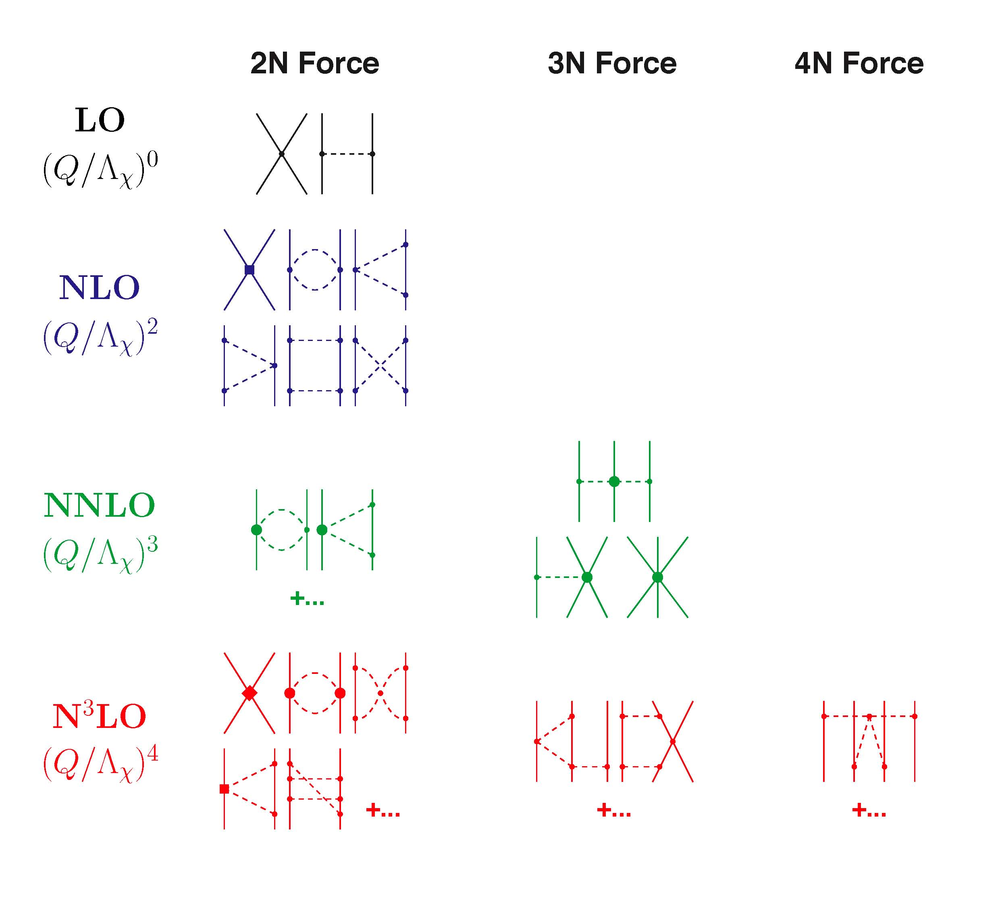 2N Force 3N Force 4N Force
LO
(Q/Λχ)⁰
NLO
(Q/Λχ)²
NNLO
(Q/Λχ)³
+...
N³LO
(Q/Λχ)⁴
+... +... +...